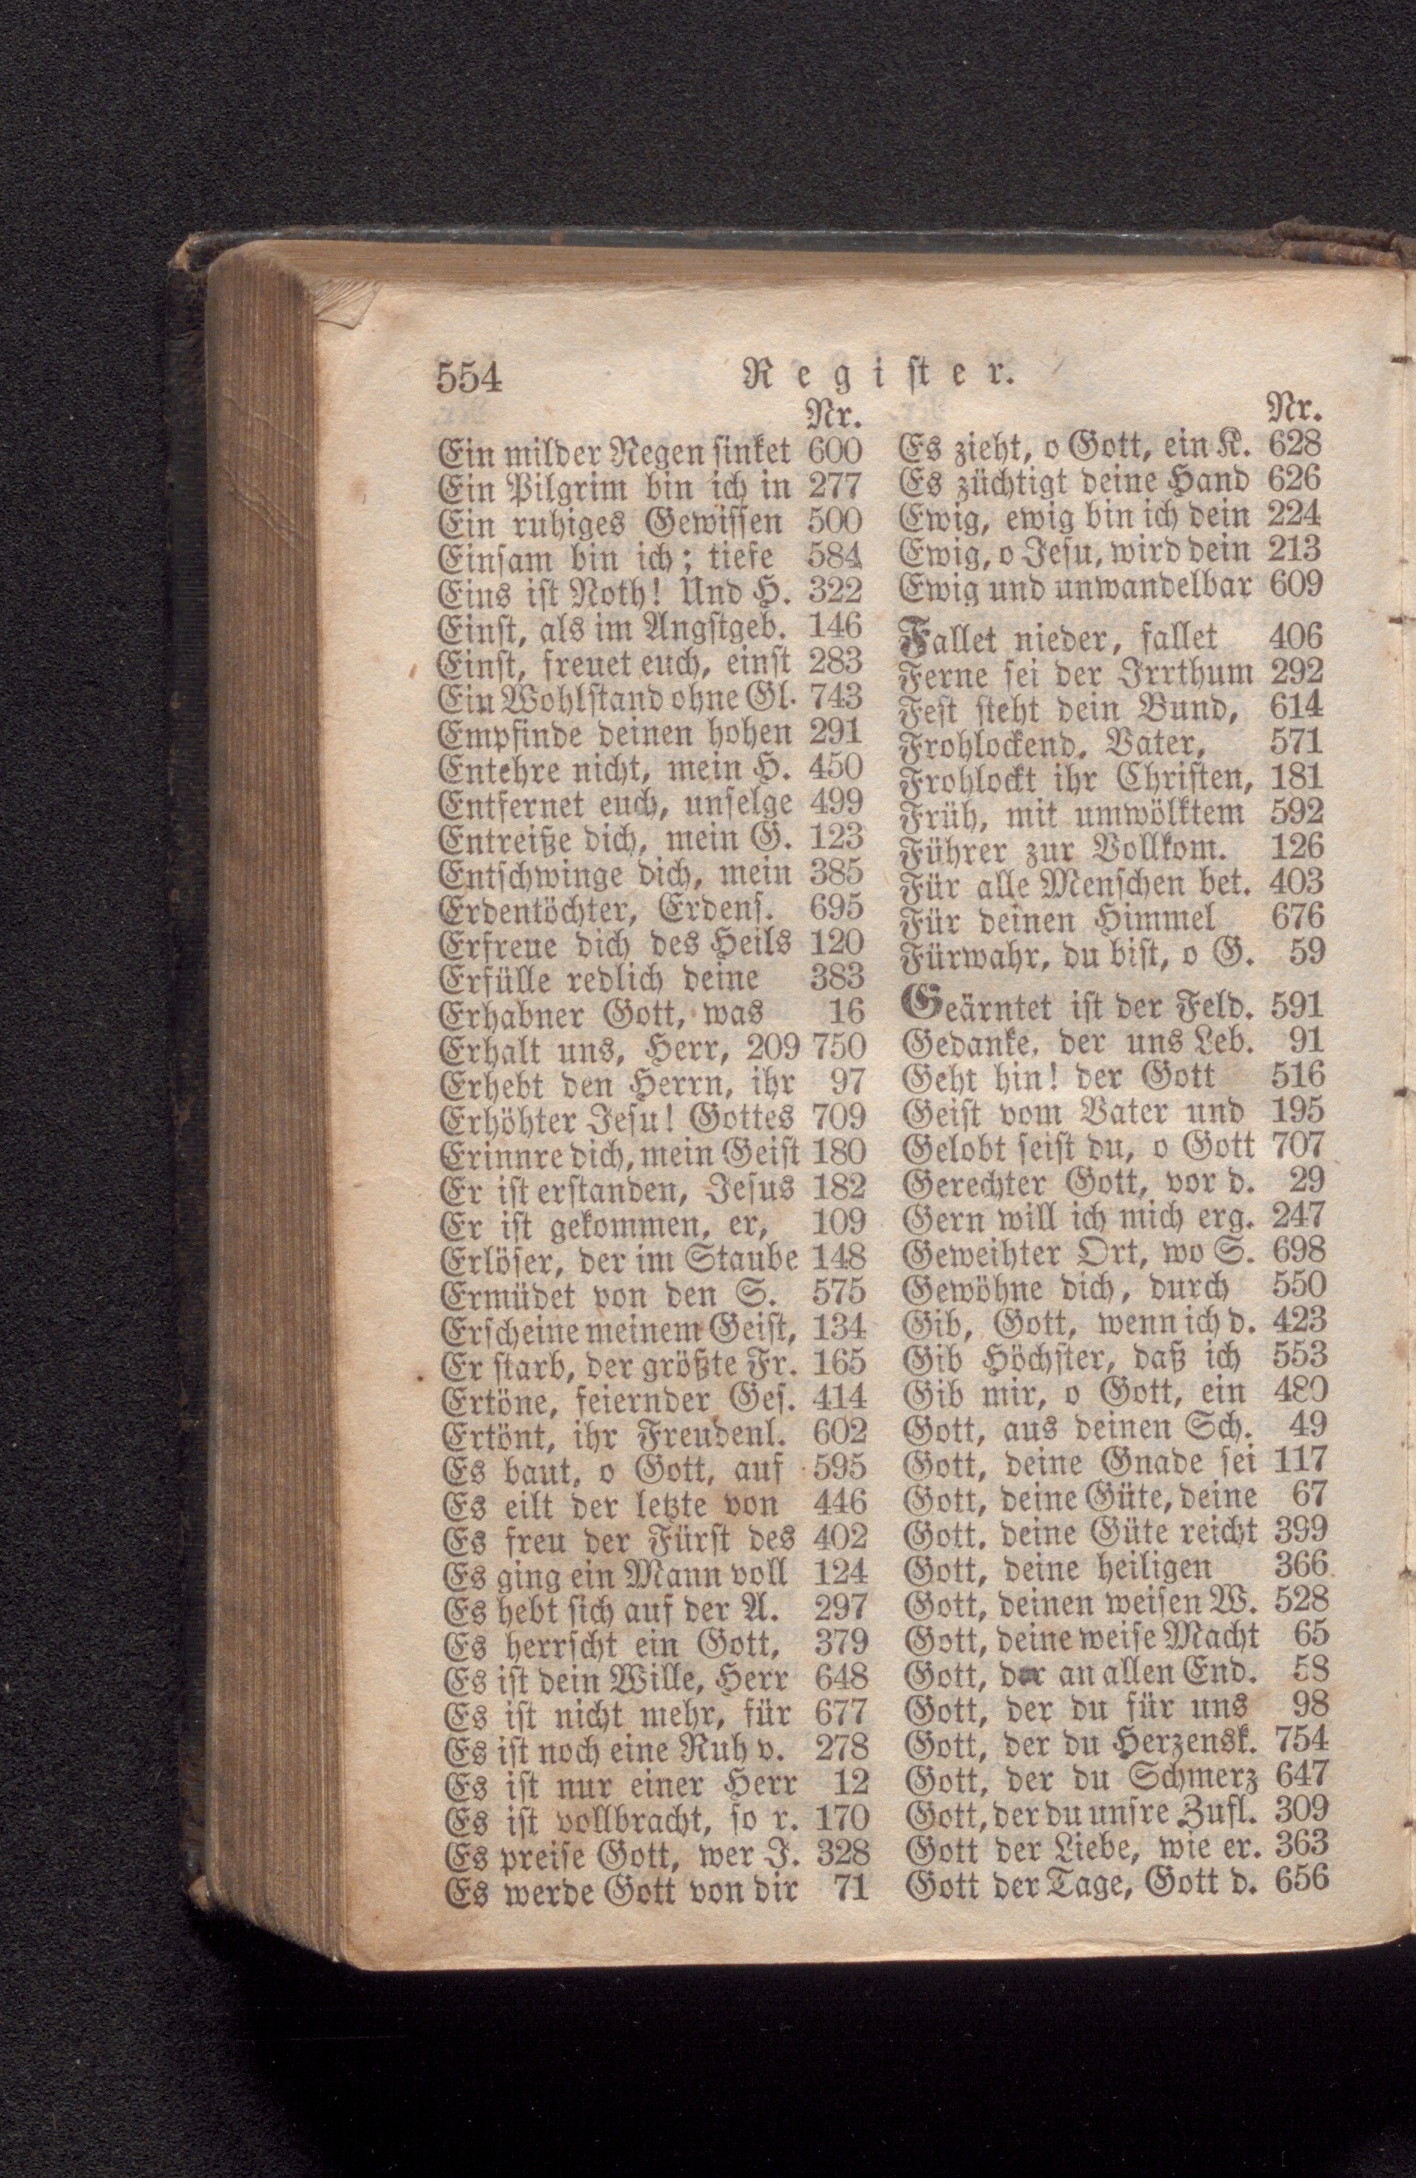 554 Register.
Nr.
Ein milder Regen sinket 600
Ein Pilgrim bin ich in 277
Ein ruhiges Gewissen 500
Einsam bin ich; tiefe 584
Eins ist Noth! Und H. 322
Einst, als im Angstgeb. 146
Einst, freuet euch, einst 283
Ein Wohlstand ohne Gl. 743
Empfinde deinen hohen 291
Entehre nicht, mein H. 450
Entfernet euch, unselge 499
Entreiße dich, mein G. 123
Entschwinge dich, mein 385
Erdentöchter, Erdens. 695
Erfreue dich des Heils 120
Erfülle redlich deine 383
Erhabner Gott, was 16
Erhalt uns, Herr, 209 750
Erhebt den Herrn, ihr 97
Erhöhter Jesu! Gottes 709
Erinnre dich, mein Geist 180
Er ist erstanden, Jesus 182
Er ist gekommen, er, 109
Erlöser, der im Staube 148
Ermüdet von den S. 575
Erscheine meinem Geist, 134
Er starb, der größte Fr. 165
Ertöne, feiernder Ges. 414
Ertönt, ihr Freudenl. 602
Es baut, o Gott, auf 595
Es eilt der letzte von 446
Es freu der Fürst des 402
Es ging ein Mann voll 124
Es hebt sich auf der A. 297
Es herrscht ein Gott, 379
Es ist dein Wille, Herr 648
Es ist nicht mehr, für 677
Es ist noch eine Ruh v. 278
Es ist nur einer Herr 12
Es ist vollbracht, so r. 170
Es preise Gott, wer J. 328
Es werde Gott von dir 71
Nr.
Es zieht, o Gott, ein K. 628
Es züchtigt deine Hand 626
Ewig, ewig bin ich dein 224
Ewig, o Jesu, wird dein 213
Ewig und unwandelbar 609
Fallet nieder, fallet 406
Ferne sei der Irrthum 292
Fest steht dein Bund, 614
Frohlockend, Vater, 571
Frohlockt ihr Christen, 181
Früh, mit umwölktem 592
Führer zur Vollkom. 126
Für alle Menschen bet. 403
Für deinen Himmel 676
Fürwahr, du bist, o G. 59
Geärntet ist der Feld. 591
Gedanke, der uns Leb. 91
Geht hin! der Gott 516
Geist vom Vater und 195
Gelobt seist du, o Gott 707
Gerechter Gott, vor d. 29
Gern will ich mich erg. 247
Geweihter Ort, wo S. 698
Gewöhne dich, durch 550
Gib, Gott, wenn ich d. 423
Gib Höchster, daß ich 553
Gib mir, o Gott, ein 480
Gott, aus deinen Sch. 49
Gott, deine Gnade sei 117
Gott, deine Güte, deine 67
Gott, deine Güte reicht 399
Gott, deine heiligen 366
Gott, deinen weisen W. 528
Gott, deine weise Macht 65
Gott, der an allen End. 58
Gott, der du für uns 98
Gott, der du Herzensk. 754
Gott, der du Schmerz 647
Gott, der du unsre Zufl. 309
Gott der Liebe, wie er. 363
Gott der Tage, Gott d. 656